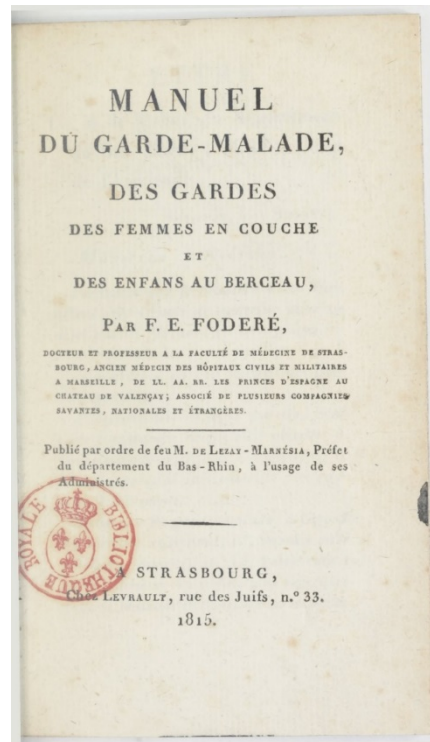 MANUEL
DU GARDE-MALADE,
DES GARDES
DES FEMMES EN COUCHE
ET
DES ENFANS AU BERCEAU,
PAR F. E. FODERÉ,
DOCTEUR ET PROFESSEUR A LA FACULTÉ DE MÉDECINE DE STRAS-
BOURG, ANCIEN MÉDECIN DES HÔPITAUX CIVILS ET MILITAIRES
A MARSEILLE, DE LL. AA. RR. LES PRINCES D'ESPAGNE AU
CHATEAU DE VALENÇAY; ASSOCIÉ DE PLUSIEURS COMPAGNIES
SAVANTES, NATIONALES ET ÉTRANGÈRES.
Publié par ordre de feu M. DE LEZAY-MARNÉSIA, Préfet
du département du Bas-Rhin, à l'usage de ses
Administrés.
BIBLIOTHEQUE ROYALE
A STRASBOURG,
Chez LEVRAULT, rue des Juifs, n.º 33.
1815.